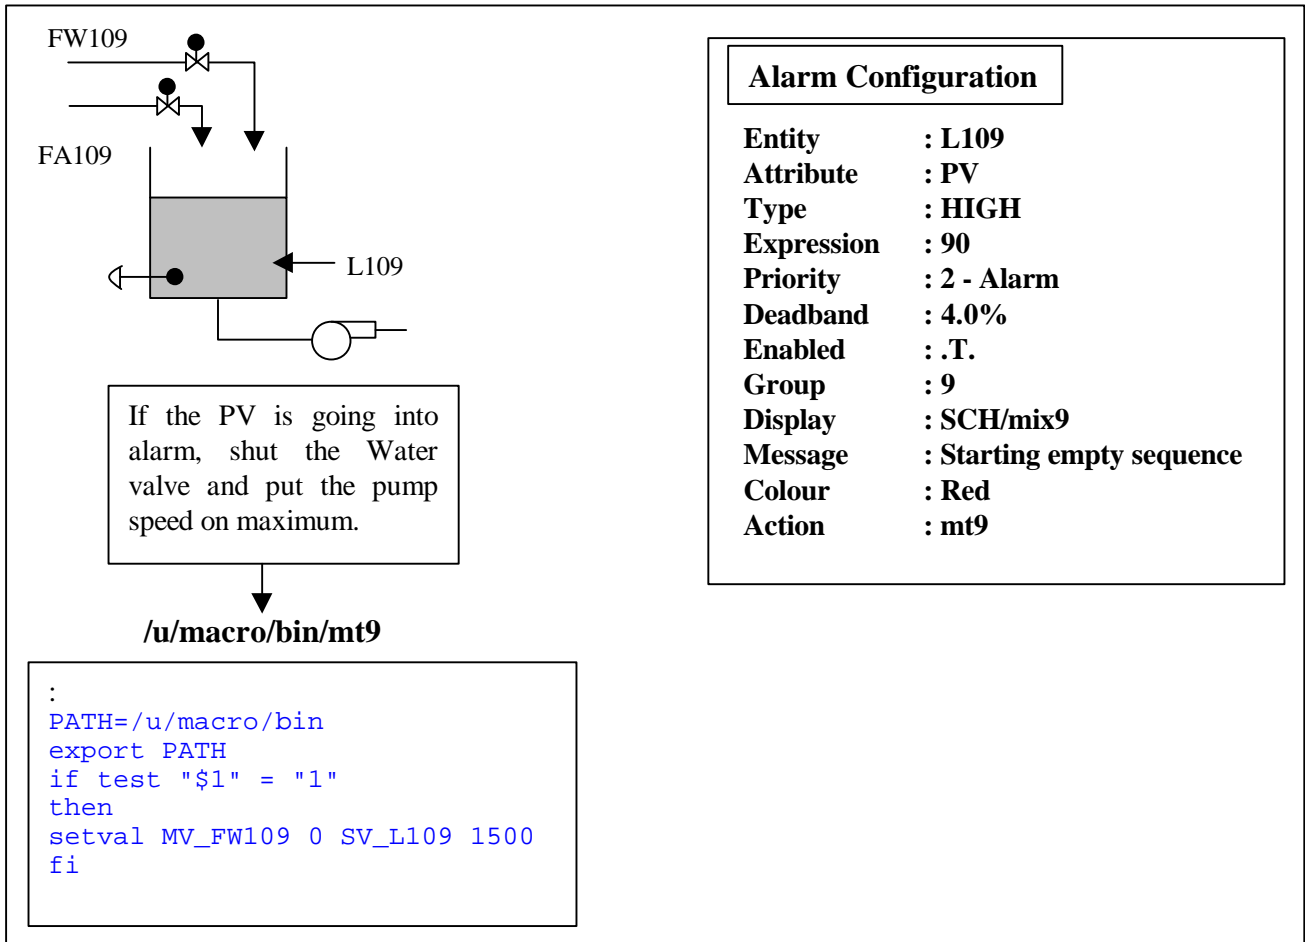 FW109
FA109
L109
If the PV is going into
alarm, shut the Water
valve and put the pump
speed on maximum.
/u/macro/bin/mt9
:
PATH=/u/macro/bin
export PATH
if test "$1" = "1"
then
setval MV_FW109 0 SV_L109 1500
fi
Alarm Configuration
Entity : L109
Attribute : PV
Type : HIGH
Expression : 90
Priority : 2 - Alarm
Deadband : 4.0%
Enabled : .T.
Group : 9
Display : SCH/mix9
Message : Starting empty sequence
Colour : Red
Action : mt9